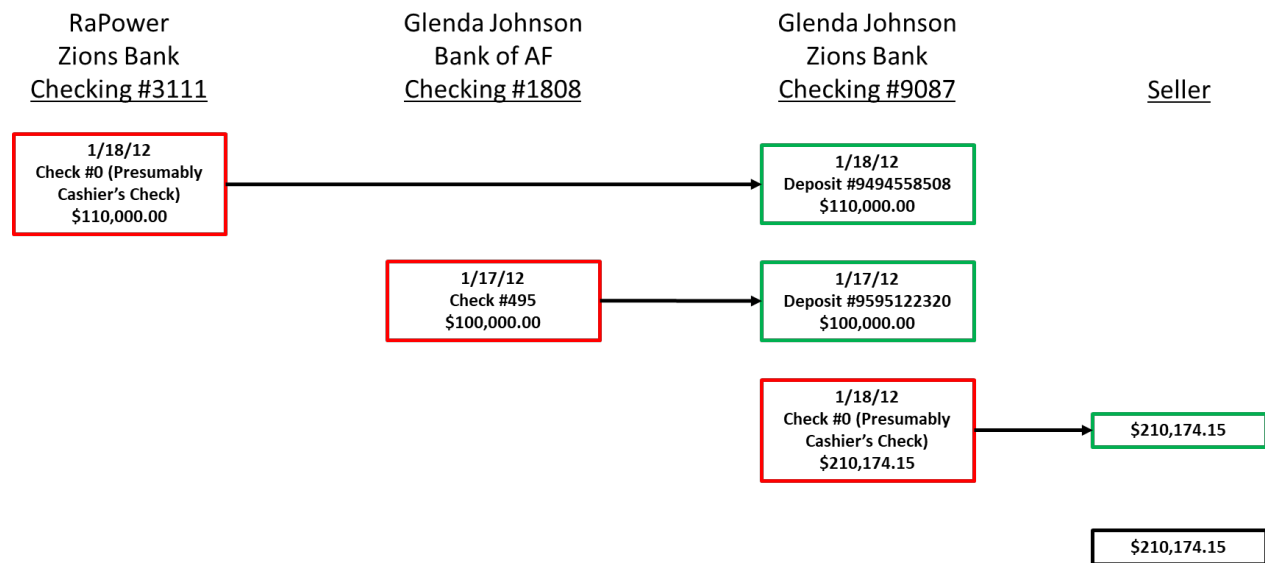 RaPower
Zions Bank
Checking #3111
Glenda Johnson
Bank of AF
Checking #1808
Glenda Johnson
Zions Bank
Checking #9087
Seller
1/18/12
Check #0 (Presumably
Cashier's Check)
$110,000.00
1/18/12
Deposit #9494558508
$110,000.00
1/17/12
Check #495
$100,000.00
1/17/12
Deposit #9595122320
$100,000.00
1/18/12
Check #0 (Presumably
Cashier's Check)
$210,174.15
$210,174.15
$210,174.15